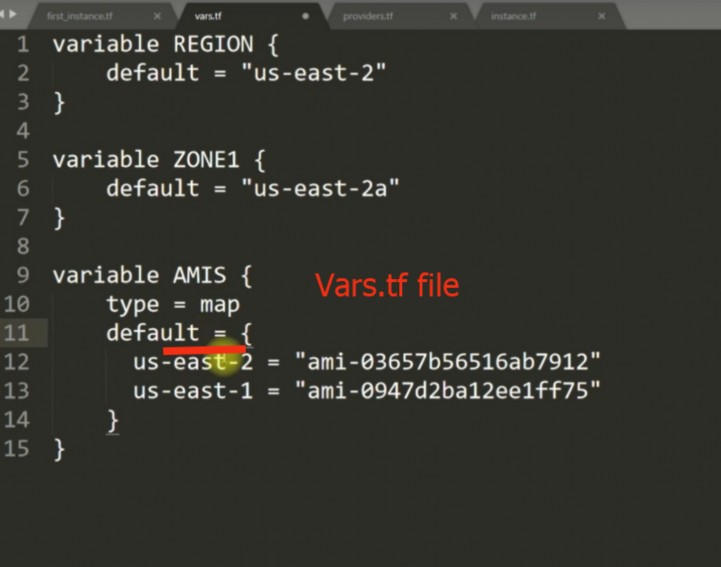 first_instance.tf × vars.tf providers.tf × instance.tf ×
1 variable REGION {
2 default = "us-east-2"
3 }
4
5 variable ZONE1 {
6 default = "us-east-2a"
7 }
8
9 variable AMIS {
Vars.tf file
10 type = map
11 default = {
12 us-east-2 = "ami-03657b56516ab7912"
13 us-east-1 = "ami-0947d2ba12ee1ff75"
14 }
15 }